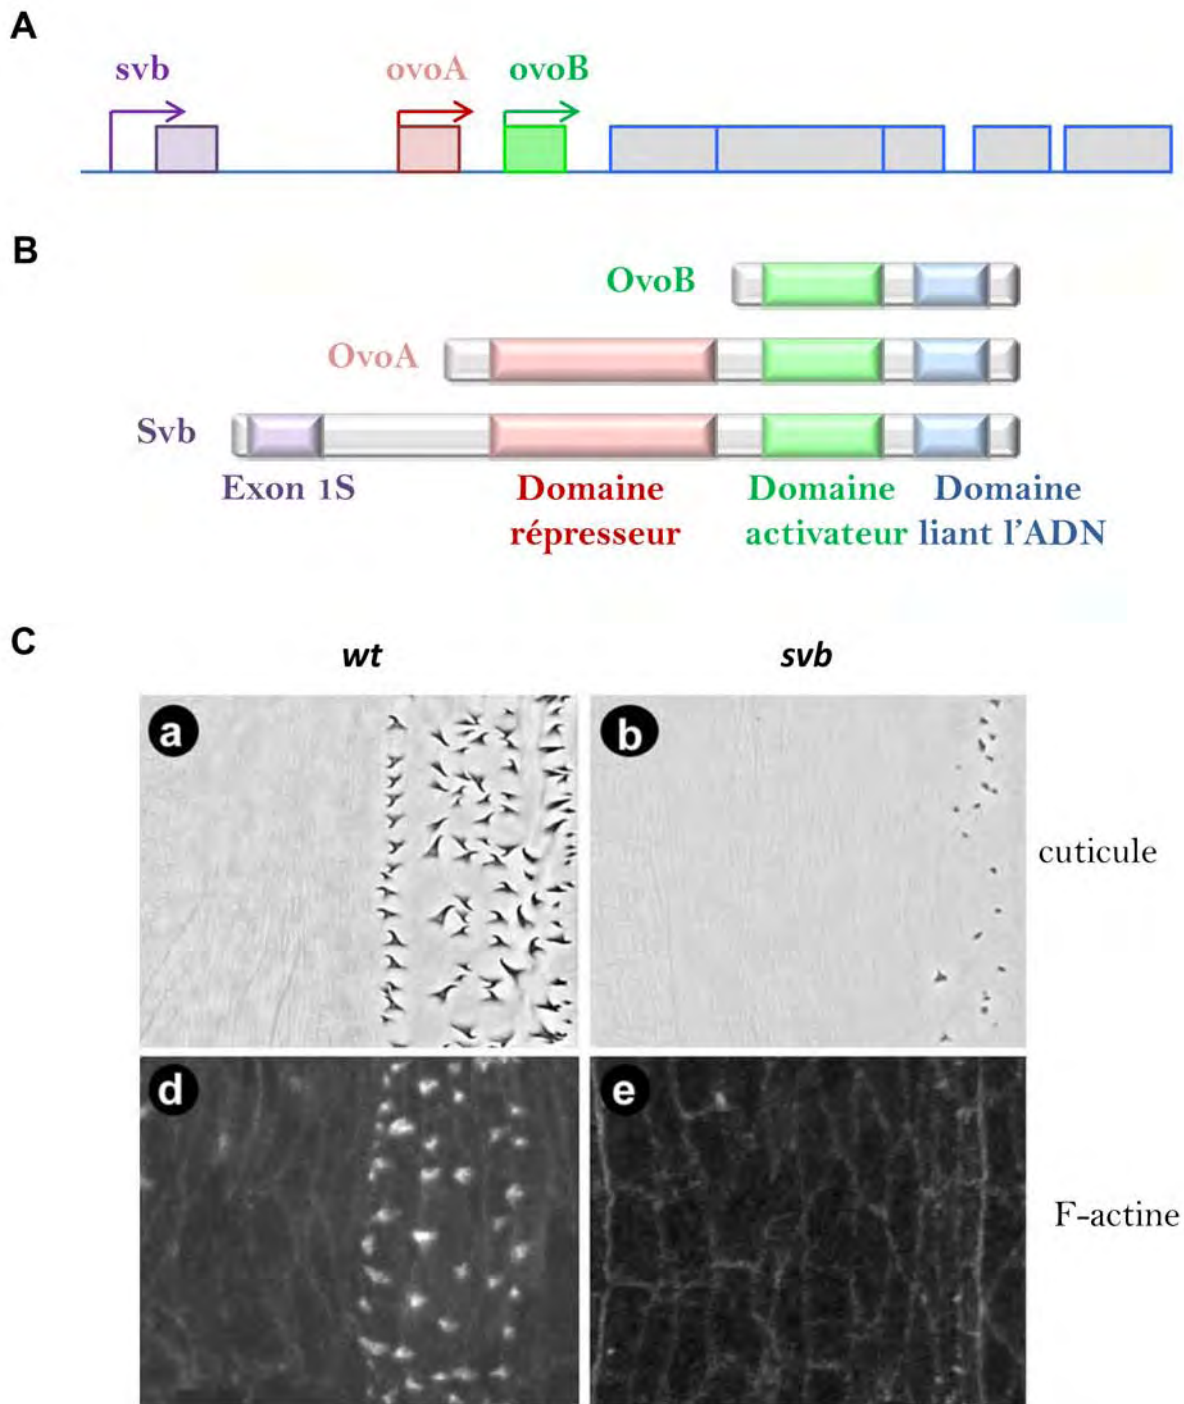 A
svb ovoA ovoB
B
OvoB
OvoA
Svb
Exon 1S Domaine Domaine Domaine
répresseur activateur liant l'ADN
C
wt svb
a b
cuticule
d e
F-actine